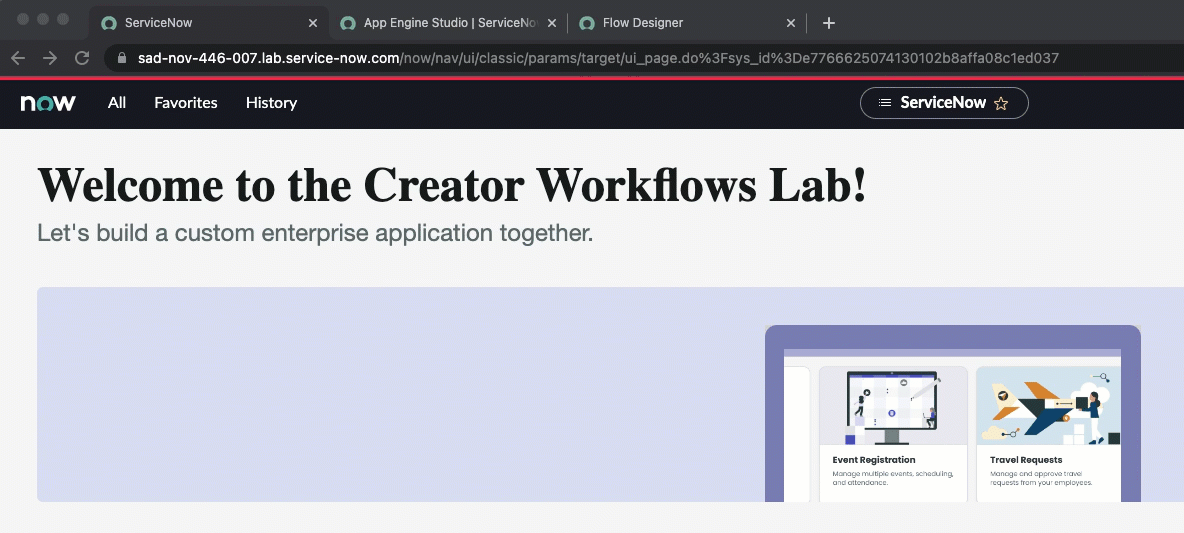 ServiceNow
App Engine Studio | ServiceNo
Flow Designer
sad-nov-446-007.lab.service-now.com/now/nav/ui/classic/params/target/ui_page.do%3Fsys_id%3De7766625074130102b8affa08c1ed037
now
All
Favorites
History
ServiceNow
Welcome to the Creator Workflows Lab!
Let's build a custom enterprise application together.
Event Registration
Manage multiple events, scheduling,
and attendance.
Travel Requests
Manage and approve travel
requests from your employees.